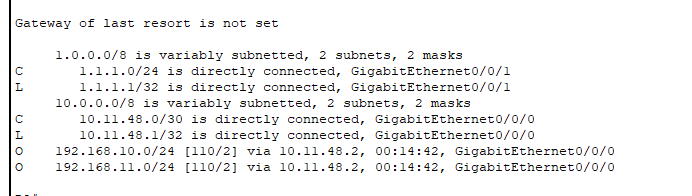 Gateway of last resort is not set
     1.0.0.0/8 is variably subnetted, 2 subnets, 2 masks
C       1.1.1.0/24 is directly connected, GigabitEthernet0/0/1
L       1.1.1.1/32 is directly connected, GigabitEthernet0/0/1
     10.0.0.0/8 is variably subnetted, 2 subnets, 2 masks
C       10.11.48.0/30 is directly connected, GigabitEthernet0/0/0
L       10.11.48.1/32 is directly connected, GigabitEthernet0/0/0
O    192.168.10.0/24 [110/2] via 10.11.48.2, 00:14:42, GigabitEthernet0/0/0
O    192.168.11.0/24 [110/2] via 10.11.48.2, 00:14:42, GigabitEthernet0/0/0